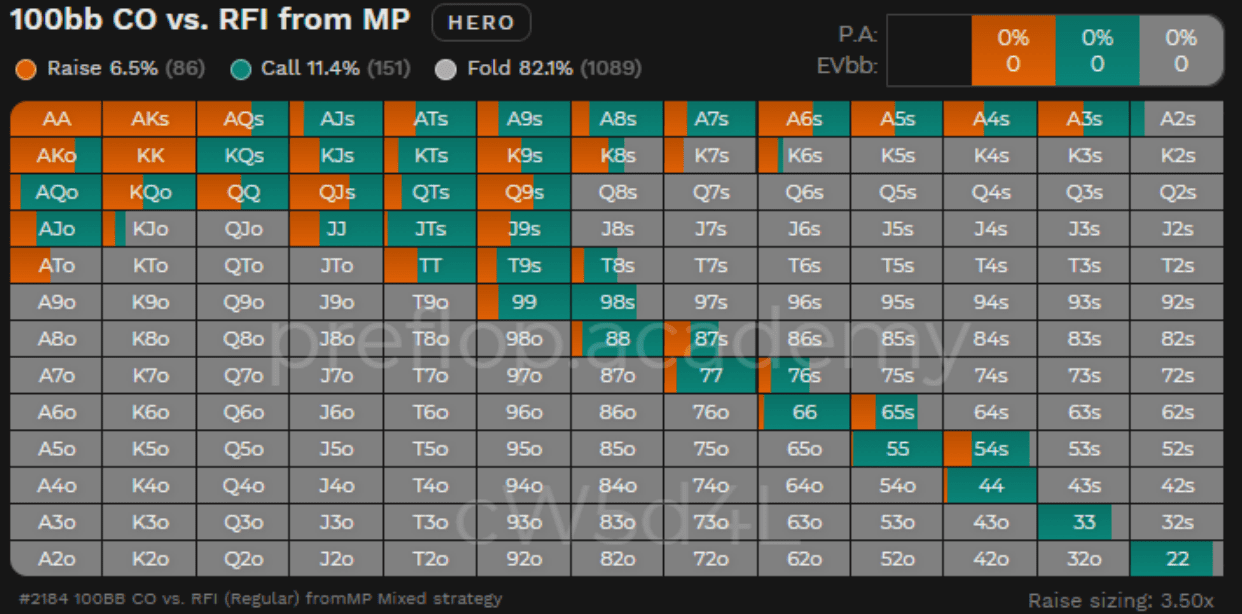 100bb CO vs. RFI from MP HERO
Raise 6.5% (86) Call 11.4% (151) Fold 82.1% (1089)
P.A: 0% 0% 0%
EVbb: 0 0 0
AA AKs AQs AJs ATs A9s A8s A7s A6s A5s A4s A3s A2s
AKo KK KQs KJs KTs K9s K8s K7s K6s K5s K4s K3s K2s
AQo KQo QQ QJs QTs Q9s Q8s Q7s Q6s Q5s Q4s Q3s Q2s
AJo KJo QJo JJ JTs J9s J8s J7s J6s J5s J4s J3s J2s
ATo KTo QTo JTo TT T9s T8s T7s T6s T5s T4s T3s T2s
A9o K9o Q9o J9o T9o 99 98s 97s 96s 95s 94s 93s 92s
A8o K8o Q8o J8o T8o 98o 88 87s 86s 85s 84s 83s 82s
preflop.academy
A7o K7o Q7o J7o T7o 97o 87o 77 76s 75s 74s 73s 72s
A6o K6o Q6o J6o T6o 96o 86o 76o 66 65s 64s 63s 62s
A5o K5o Q5o J5o T5o 95o 85o 75o 65o 55 54s 53s 52s
A4o K4o Q4o J4o T4o 94o 84o 74o 64o 54o 44 43s 42s
cW5d4L
A3o K3o Q3o J3o T3o 93o 83o 73o 63o 53o 43o 33 32s
A2o K2o Q2o J2o T2o 92o 82o 72o 62o 52o 42o 32o 22
#2184 100BB CO vs. RFI (Regular) fromMP Mixed strategy
Raise sizing: 3.50x